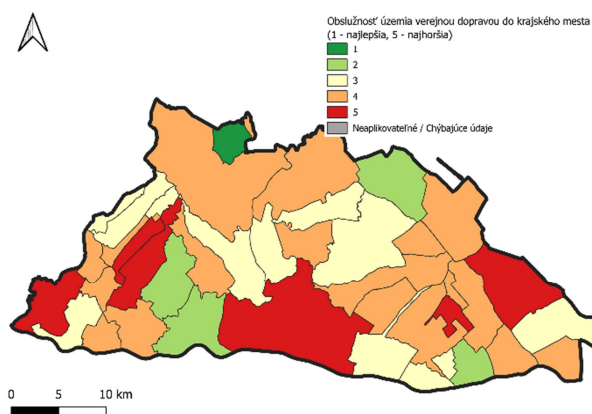 Obslužnosť územia verejnou dopravou do krajského mesta
(1 - najlepšia, 5 - najhoršia)
1
2
3
4
5
Neaplikovateľné / Chýbajúce údaje
0 5 10 km